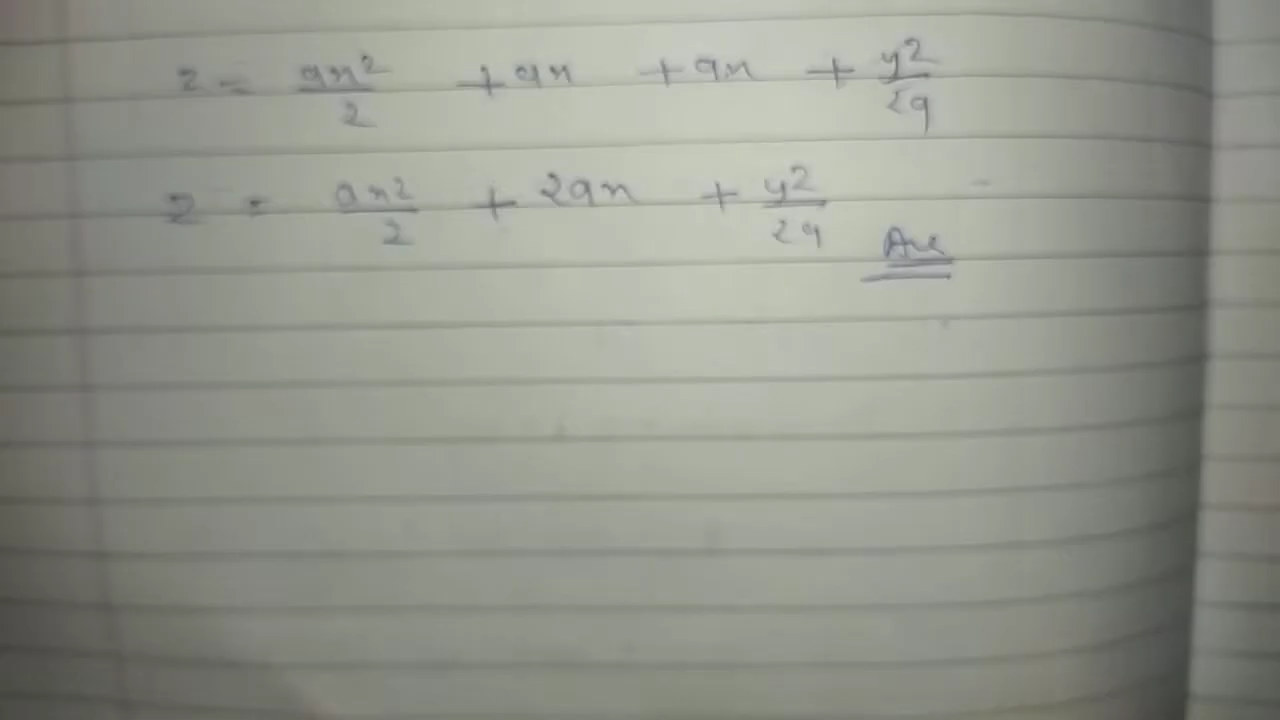 z = ax²/2 + ax + ax + y²/2a
z = ax²/2 + 2ax + y²/2a Ans